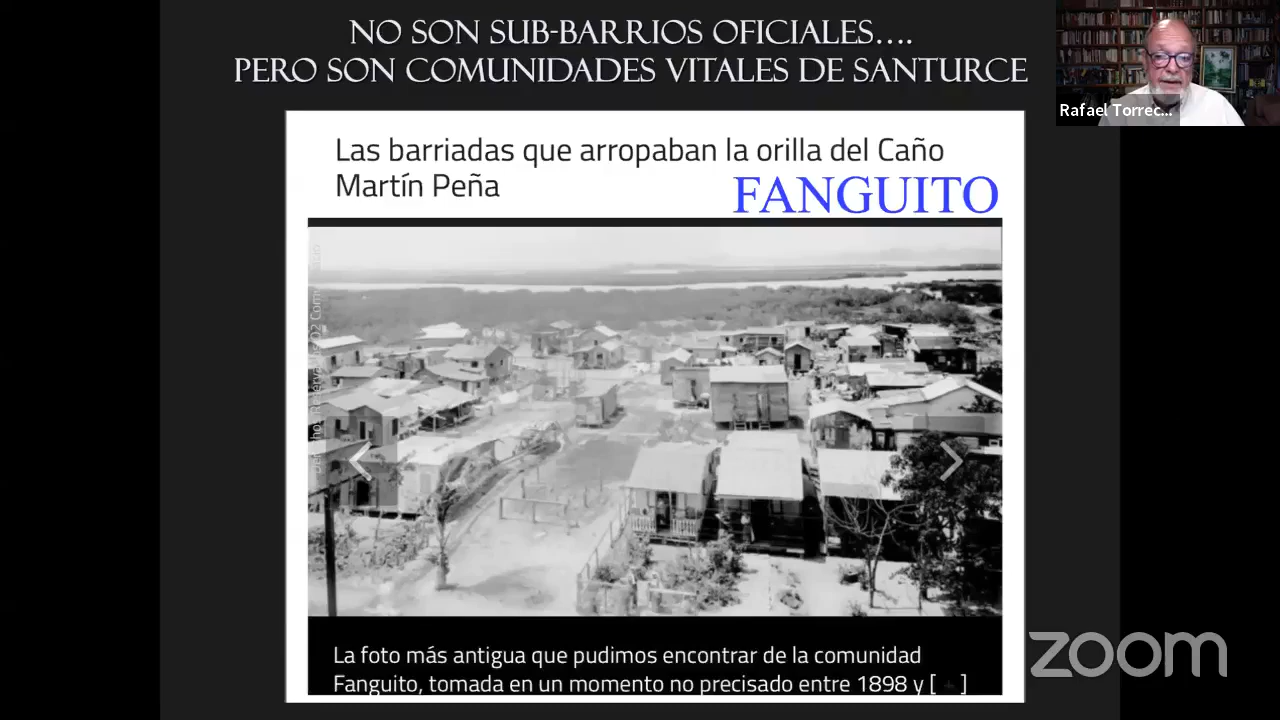 NO SON SUB-BARRIOS OFICIALES....
PERO SON COMUNIDADES VITALES DE SANTURCE
Rafael Torrec...
Las barriadas que arropaban la orilla del Caño
Martín Peña
FANGUITO
La foto más antigua que pudimos encontrar de la comunidad
Fanguito, tomada en un momento no precisado entre 1898 y [ + ]
zoom